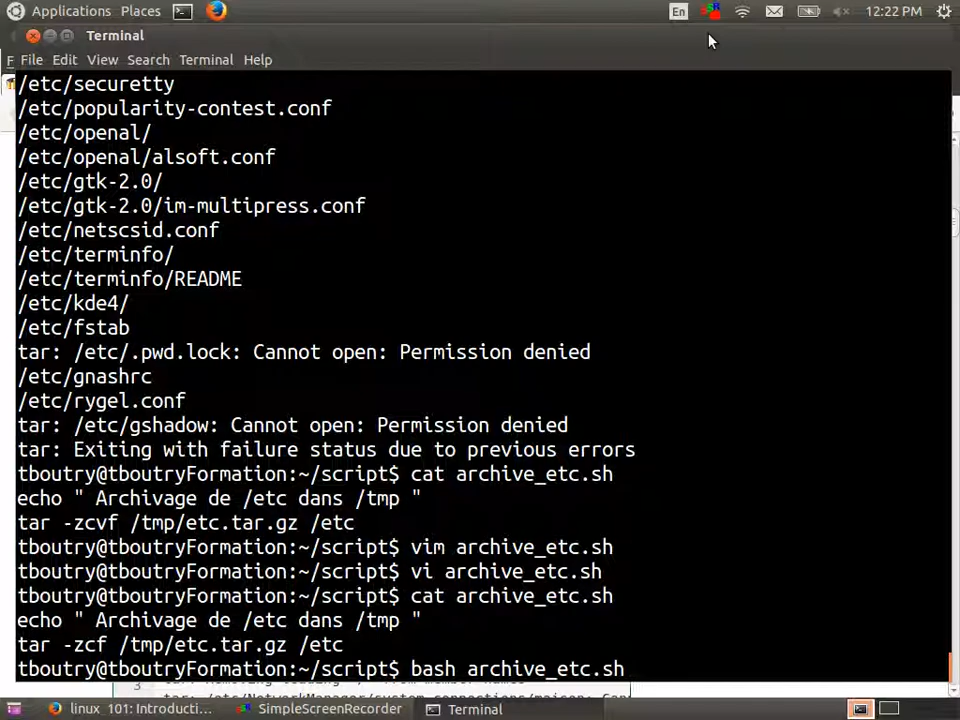 Applications Places En 12:22 PM
Terminal
File Edit View Search Terminal Help
/etc/securetty
/etc/popularity-contest.conf
/etc/openal/
/etc/openal/alsoft.conf
/etc/gtk-2.0/
/etc/gtk-2.0/im-multipress.conf
/etc/netscsid.conf
/etc/terminfo/
/etc/terminfo/README
/etc/kde4/
/etc/fstab
tar: /etc/.pwd.lock: Cannot open: Permission denied
/etc/gnashrc
/etc/rygel.conf
tar: /etc/gshadow: Cannot open: Permission denied
tar: Exiting with failure status due to previous errors
tboutry@tboutryFormation:~/script$ cat archive_etc.sh
echo " Archivage de /etc dans /tmp "
tar -zcvf /tmp/etc.tar.gz /etc
tboutry@tboutryFormation:~/script$ vim archive_etc.sh
tboutry@tboutryFormation:~/script$ vi archive_etc.sh
tboutry@tboutryFormation:~/script$ cat archive_etc.sh
echo " Archivage de /etc dans /tmp "
tar -zcf /tmp/etc.tar.gz /etc
tboutry@tboutryFormation:~/script$ bash archive_etc.sh
3
linux_101: Introducti... SimpleScreenRecorder Terminal